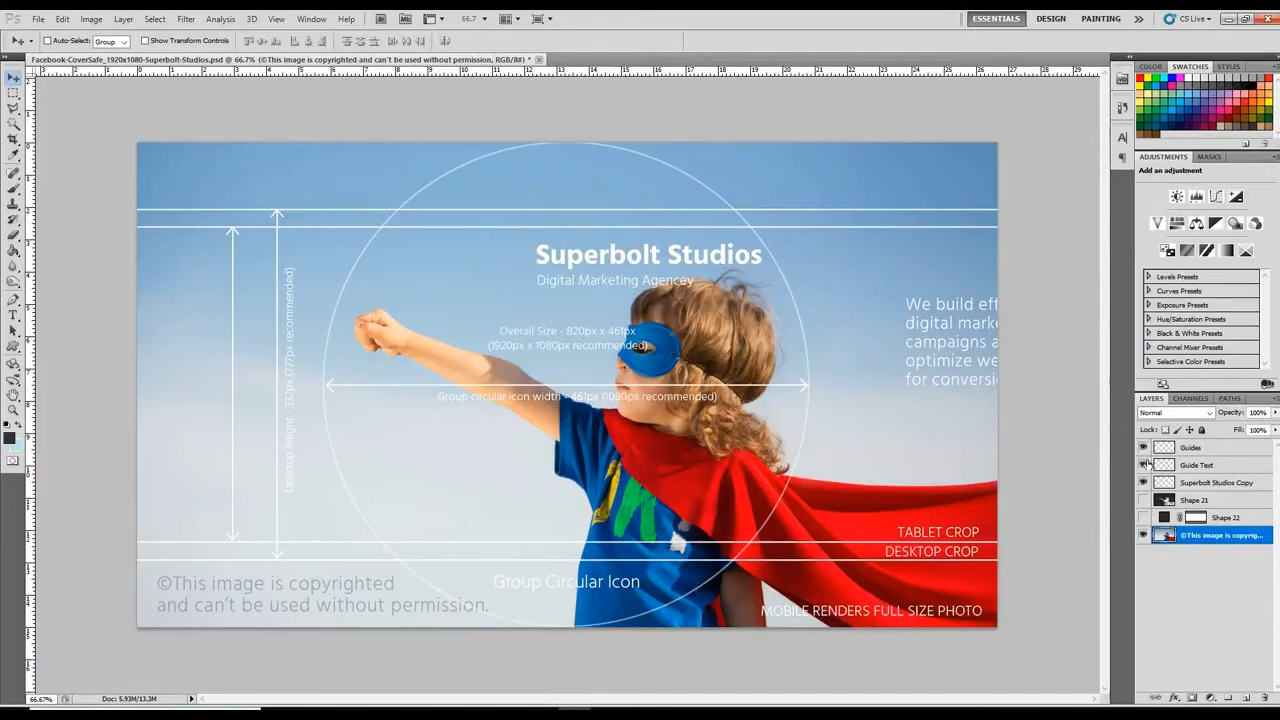 Ps File Edit Image Layer Select Filter Analysis 3D View Window Help Br Mb 66.7 ESSENTIALS DESIGN PAINTING CS Live
Auto-Select: Group Show Transform Controls
Facebook-CoverSafe_1920x1080-Superbolt-Studios.psd @ 66.7% (©This image is copyrighted and can't be used without permission, RGB/8#) *
Superbolt Studios
Digital Marketing Agencey
Overall Size - 820px x 461px
(1920px x 1080px recommended)
Group circular icon width - 461px (1080px recommended)
Desktop height - 332px (777px recommended)
We build eff
digital marke
campaigns a
optimize we
for conversi
TABLET CROP
DESKTOP CROP
©This image is copyrighted
and can't be used without permission.
Group Circular Icon
MOBILE RENDERS FULL SIZE PHOTO
COLOR SWATCHES STYLES
ADJUSTMENTS MASKS
Add an adjustment
Levels Presets
Curves Presets
Exposure Presets
Hue/Saturation Presets
Black & White Presets
Channel Mixer Presets
Selective Color Presets
LAYERS CHANNELS PATHS
Normal Opacity: 100%
Lock: Fill: 100%
Guides
Guide Text
Superbolt Studios Copy
Shape 21
Shape 22
©This image is copyrig...
66.67% Doc: 5.93M/13.3M